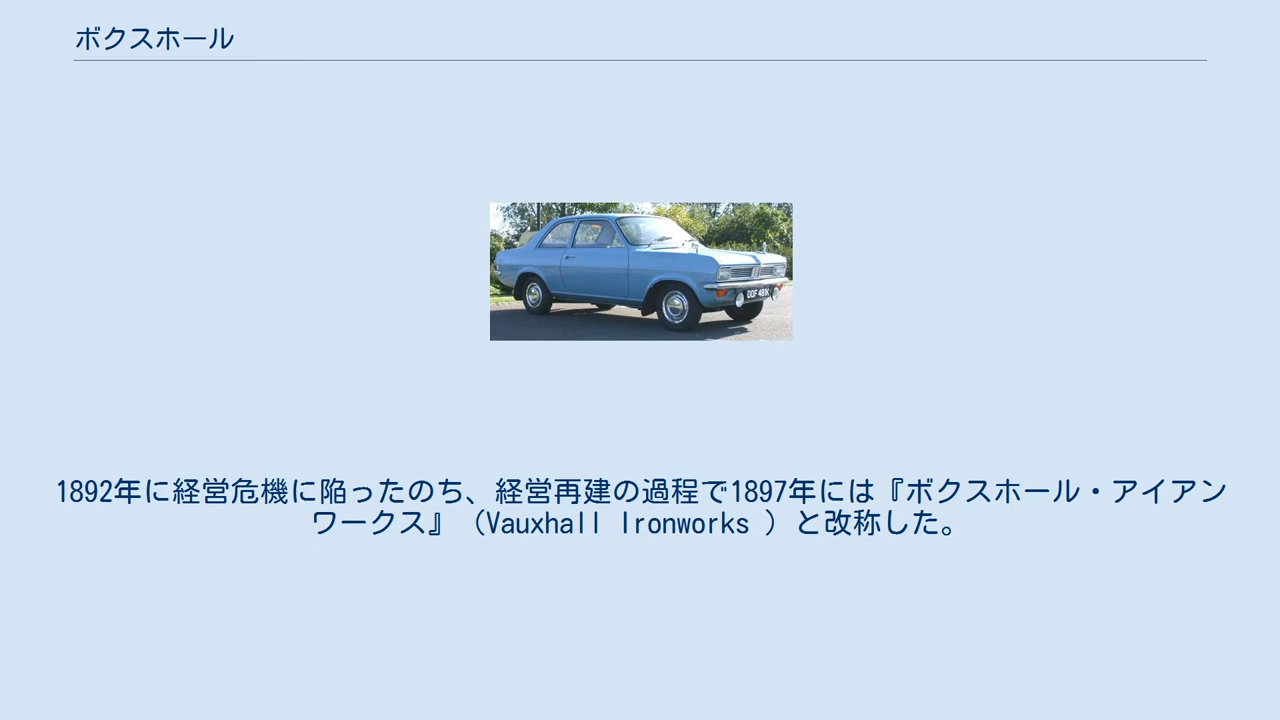 ボクスホール
DOF 481K
1892年に経営危機に陥ったのち、経営再建の過程で1897年には『ボクスホール・アイアン
ワークス』（Vauxhall Ironworks ）と改称した。